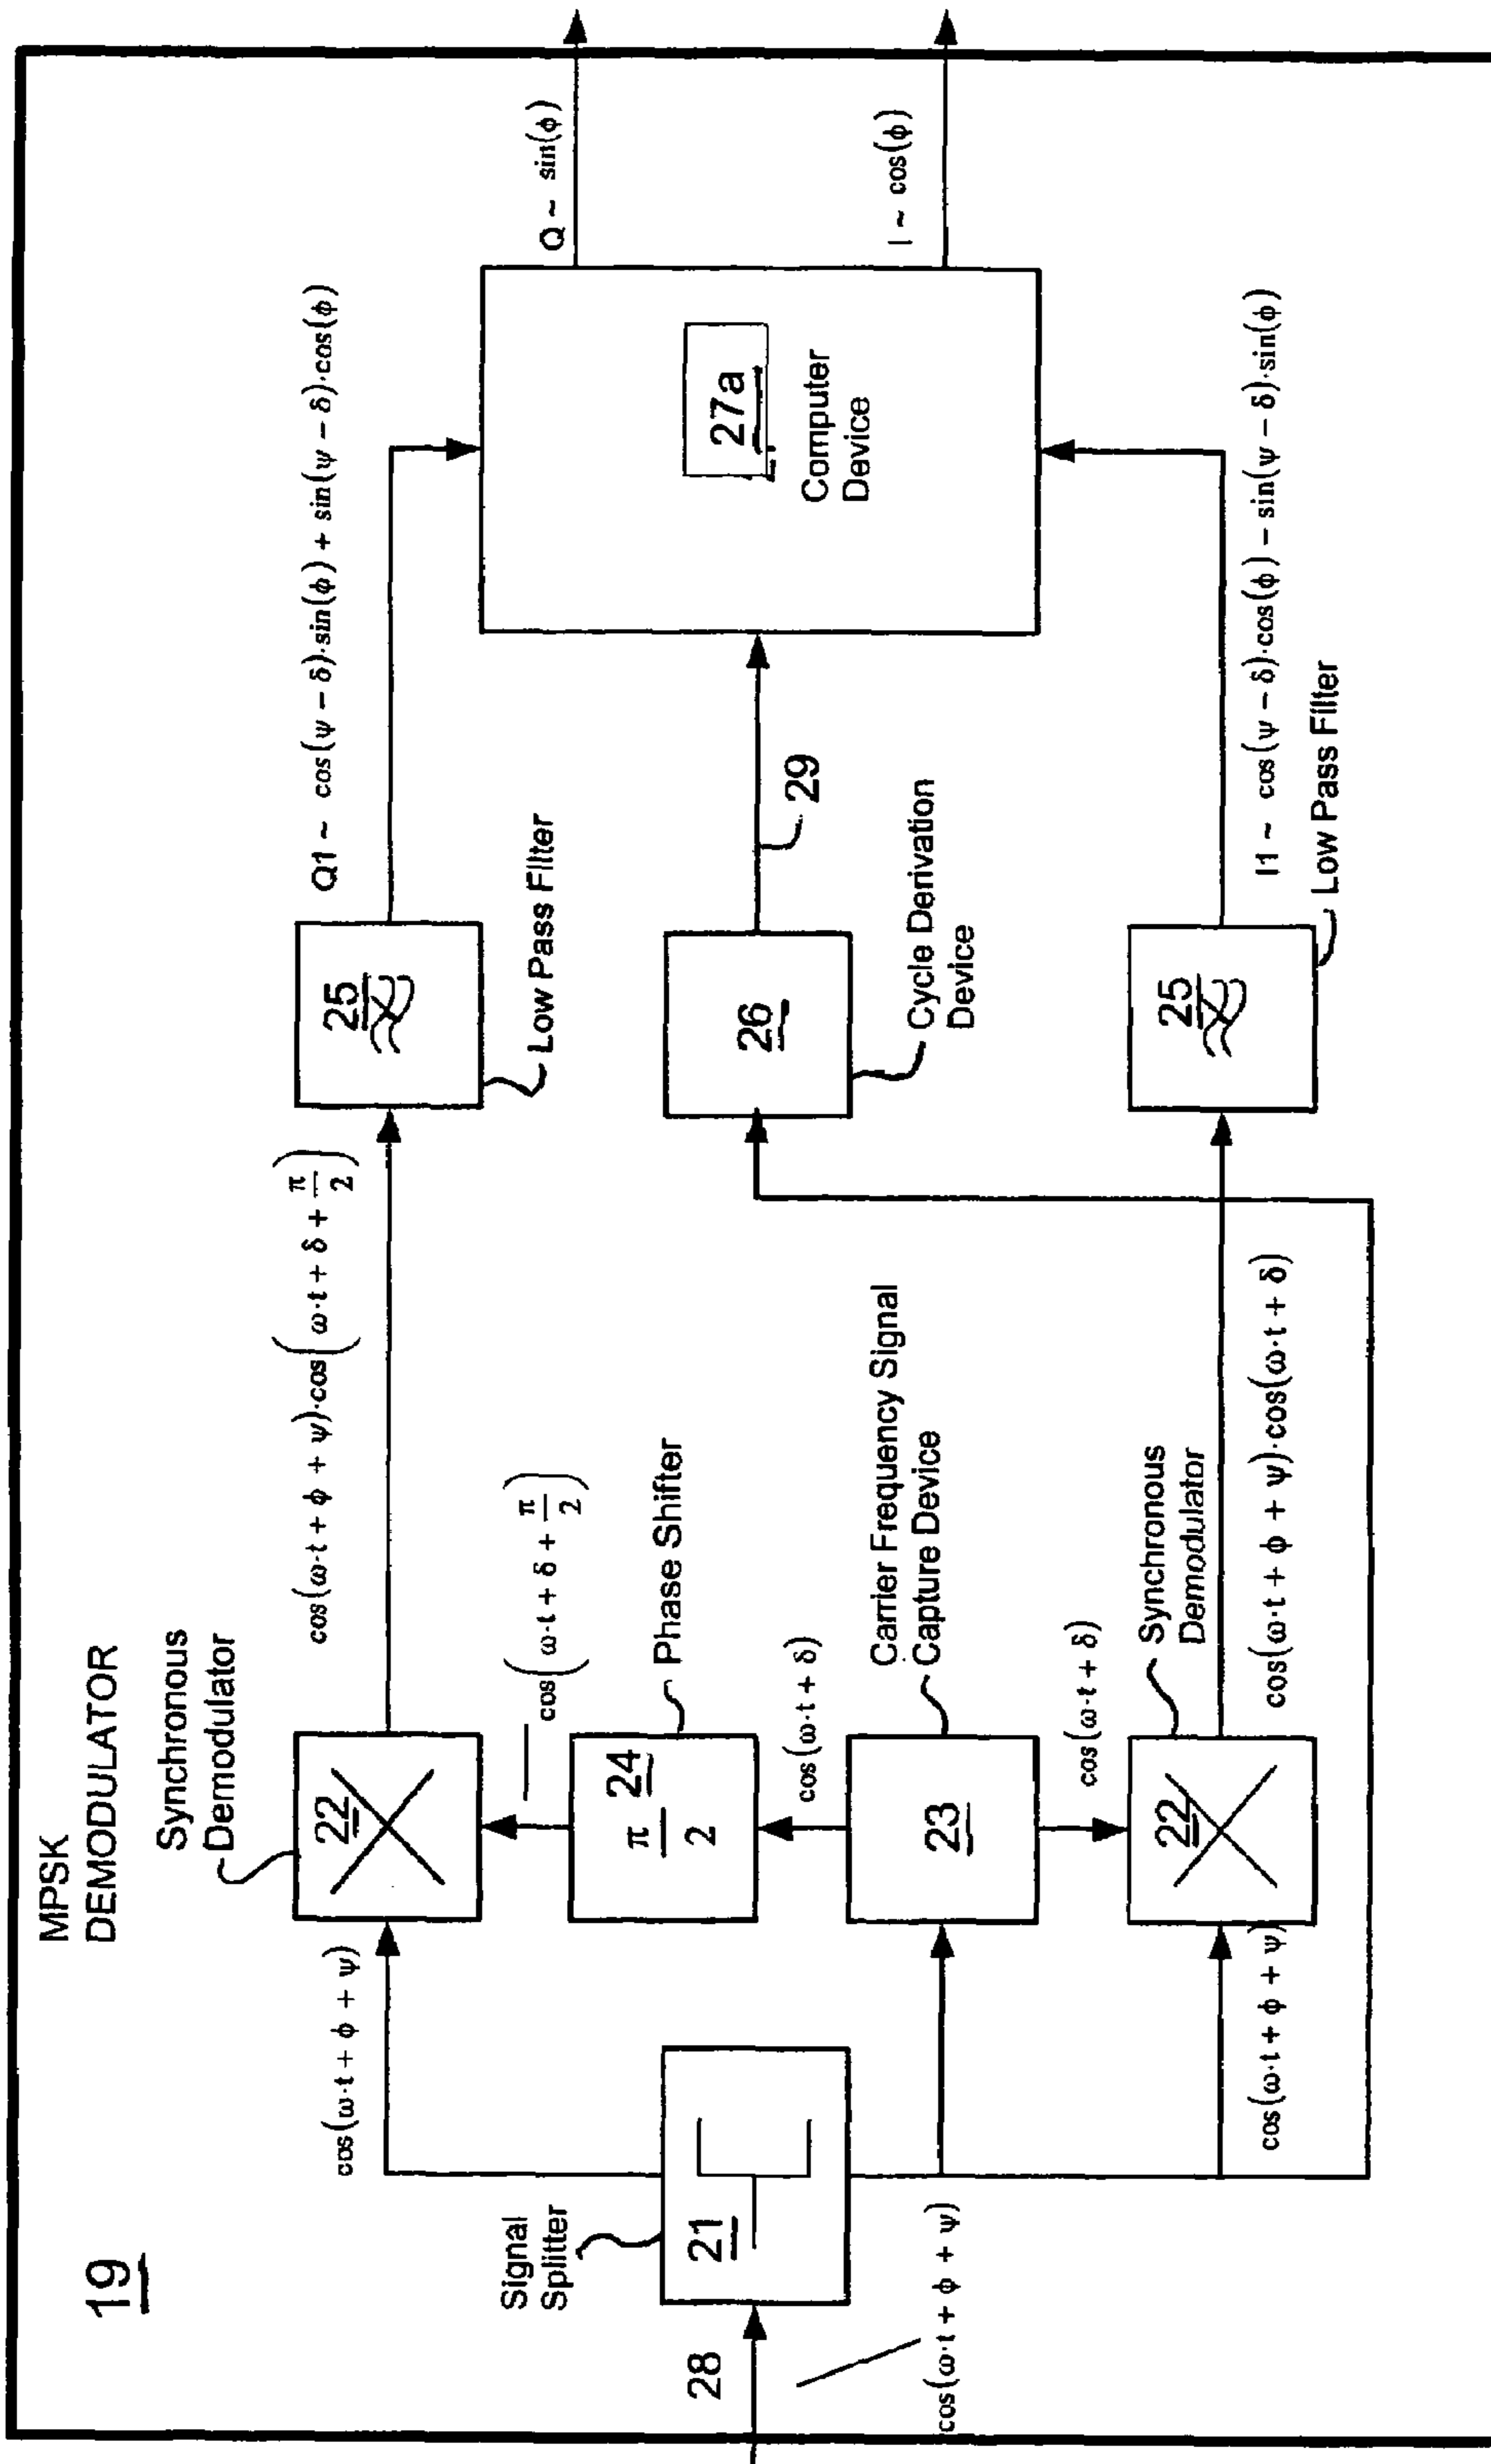 19
MPSK
DEMODULATOR
28
cos(ω·t + ϕ + ψ)
Signal
Splitter
21
cos(ω·t + ϕ + ψ)
cos(ω·t + ϕ + ψ)
Synchronous
Demodulator
22
cos(ω·t + δ + π/2)
24
π/2
Phase Shifter
cos(ω·t + δ)
23
Carrier Frequency Signal
Capture Device
cos(ω·t + δ)
22
Synchronous
Demodulator
cos(ω·t + ϕ + ψ)·cos(ω·t + δ + π/2)
cos(ω·t + ϕ + ψ)·cos(ω·t + δ)
25
Low Pass Filter
26
Cycle Derivation
Device
25
Low Pass Filter
Q1 ~ cos(ψ − δ)·sin(ϕ) + sin(ψ − δ)·cos(ϕ)
29
I1 ~ cos(ψ − δ)·cos(ϕ) − sin(ψ − δ)·sin(ϕ)
27a
Computer
Device
Q ~ sin(ϕ)
I ~ cos(ϕ)